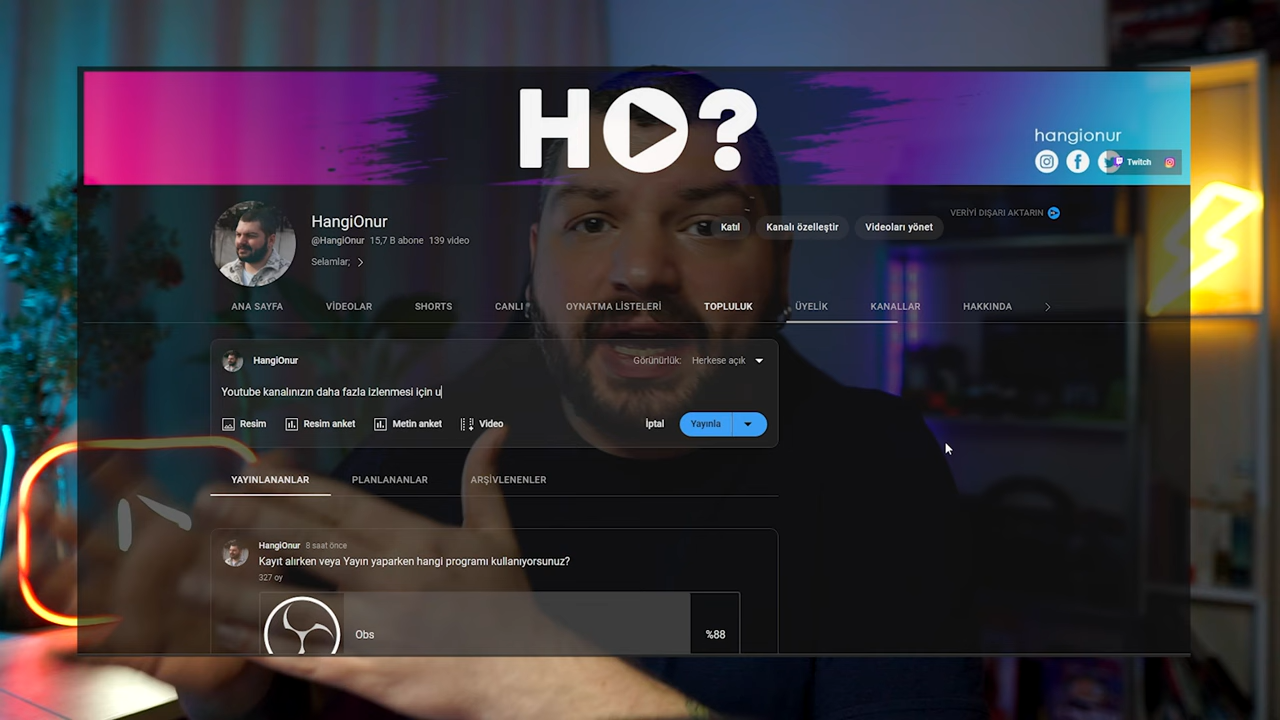 HO?
hangionur
Twitch
HangiOnur
@HangiOnur 15,7 B abone 139 video
Selamlar;
VERİYİ DIŞARI AKTARIN
Katıl Kanalı özelleştir Videoları yönet
ANA SAYFA VİDEOLAR SHORTS CANLI OYNATMA LİSTELERİ TOPLULUK ÜYELİK KANALLAR HAKKINDA
HangiOnur Görünürlük: Herkese açık
Youtube kanalınızın daha fazla izlenmesi için u
Resim Resim anket Metin anket Video İptal Yayınla
YAYINLANANLAR PLANLANANLAR ARŞİVLENENLER
HangiOnur 8 saat önce
Kayıt alırken veya Yayın yaparken hangi programı kullanıyorsunuz?
327 oy
Obs %88